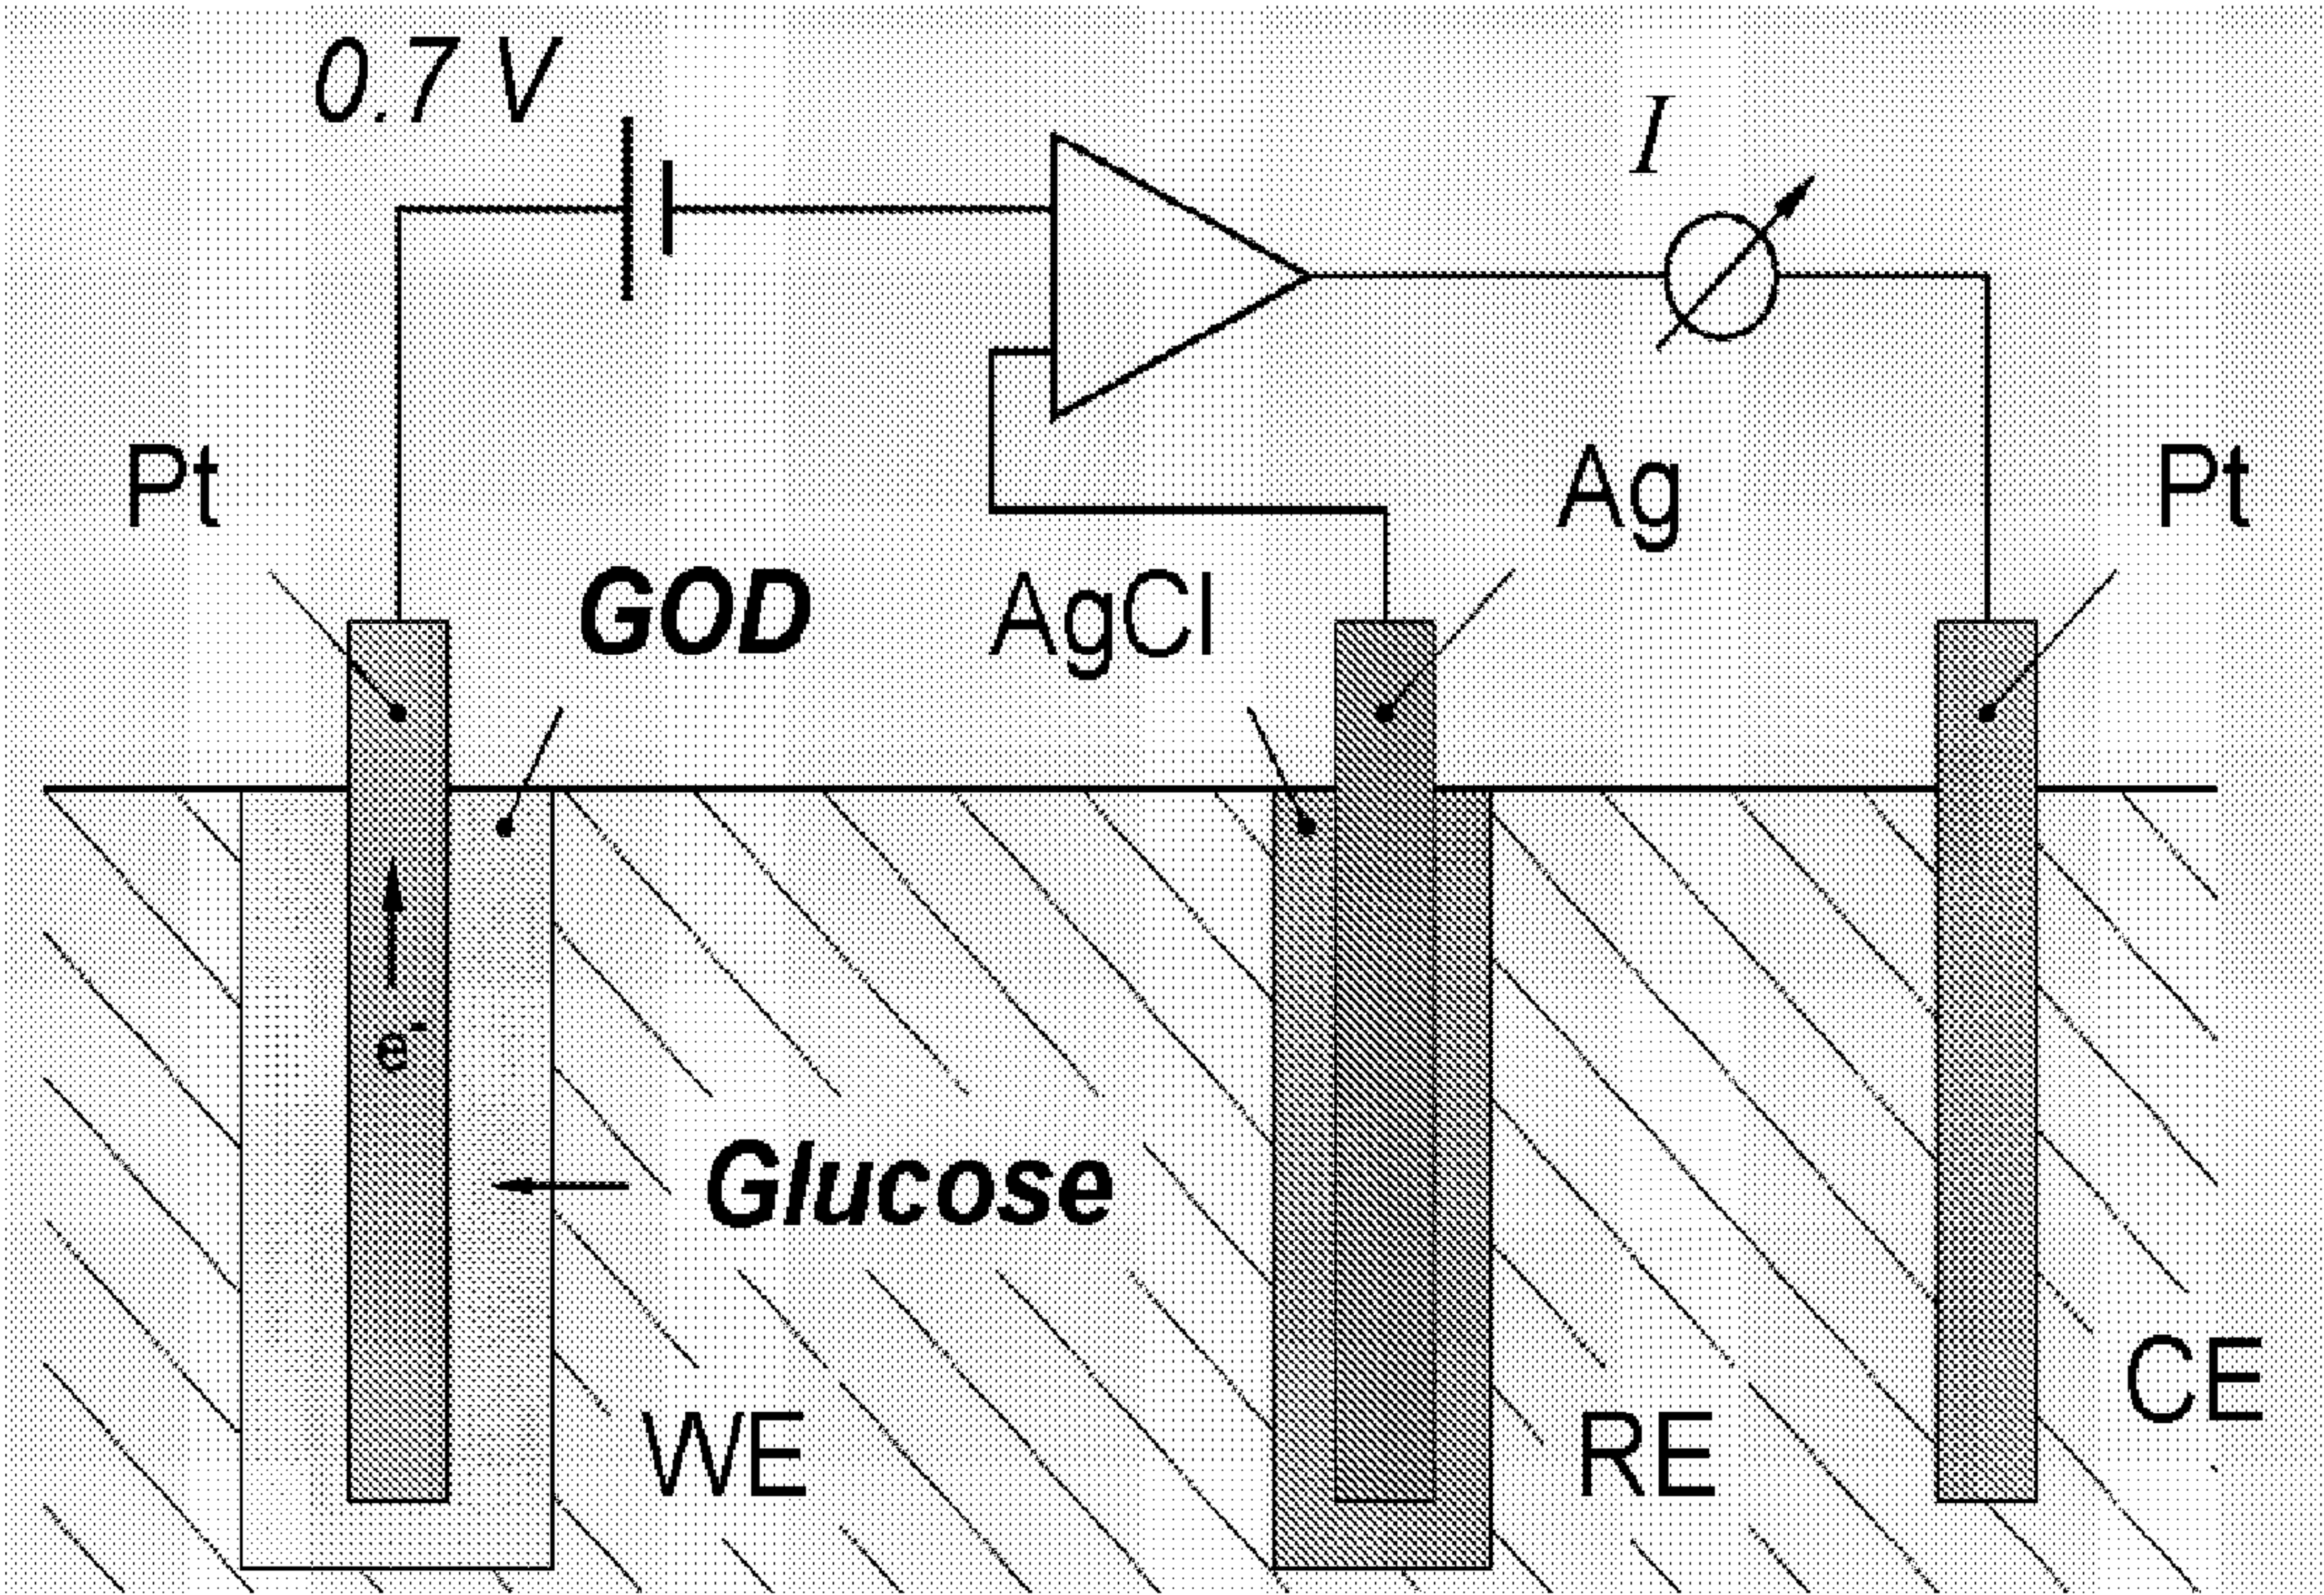 0.7 V
I
Pt
Ag
Pt
GOD
AgCl
e-
Glucose
CE
WE
RE